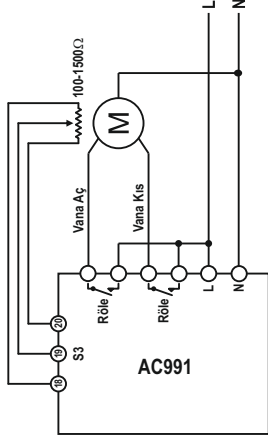 100-1500Ω
L
N
M
Vana Aç
Vana Kıs
Röle
Röle
L
N
20
19
18
S3
AC991